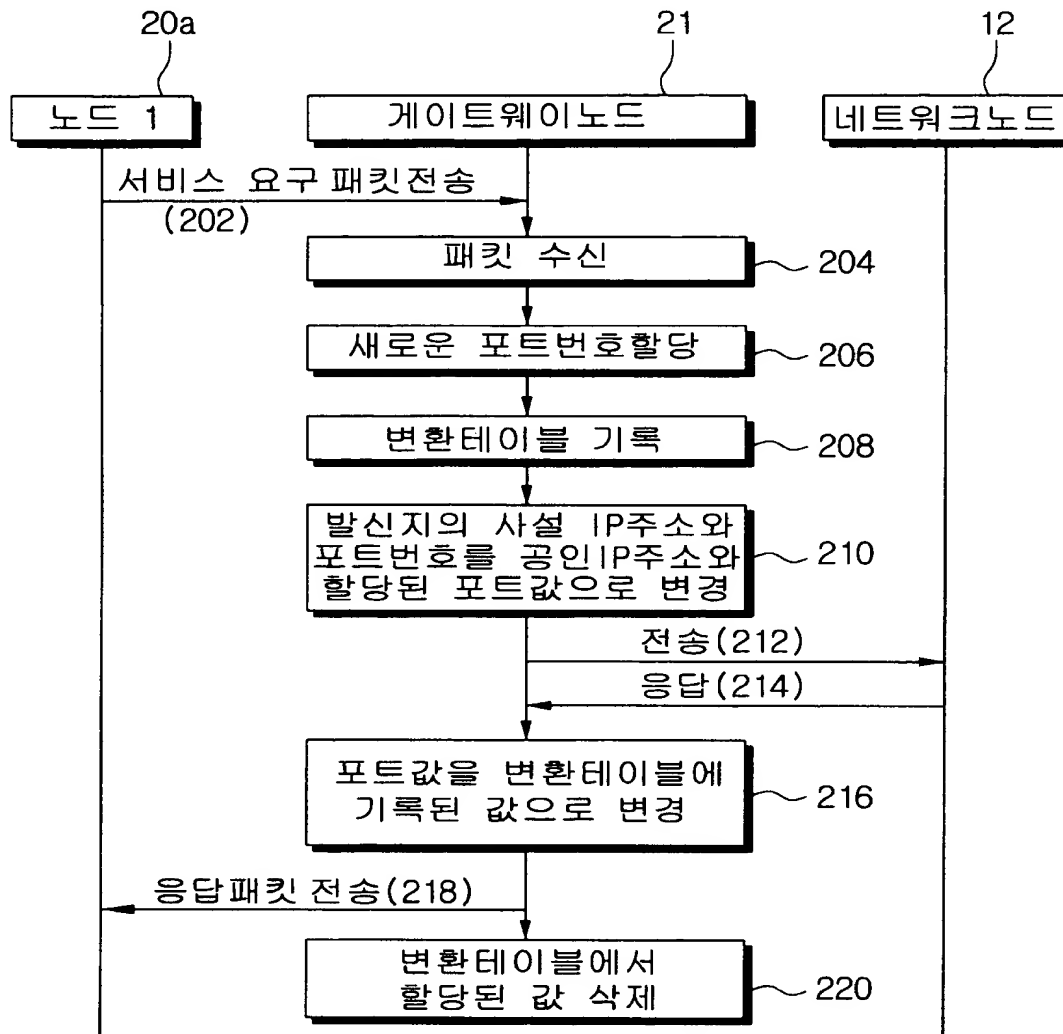 20a
21
12
노드 1
게이트웨이노드
네트워크노드
서비스 요구 패킷전송
(202)
패킷 수신
204
새로운 포트번호할당
206
변환테이블 기록
208
발신지의 사설 IP주소와
포트번호를 공인IP주소와
할당된 포트값으로 변경
210
전송(212)
응답(214)
포트값을 변환테이블에
기록된 값으로 변경
216
응답패킷 전송(218)
변환테이블에서
할당된 값 삭제
220